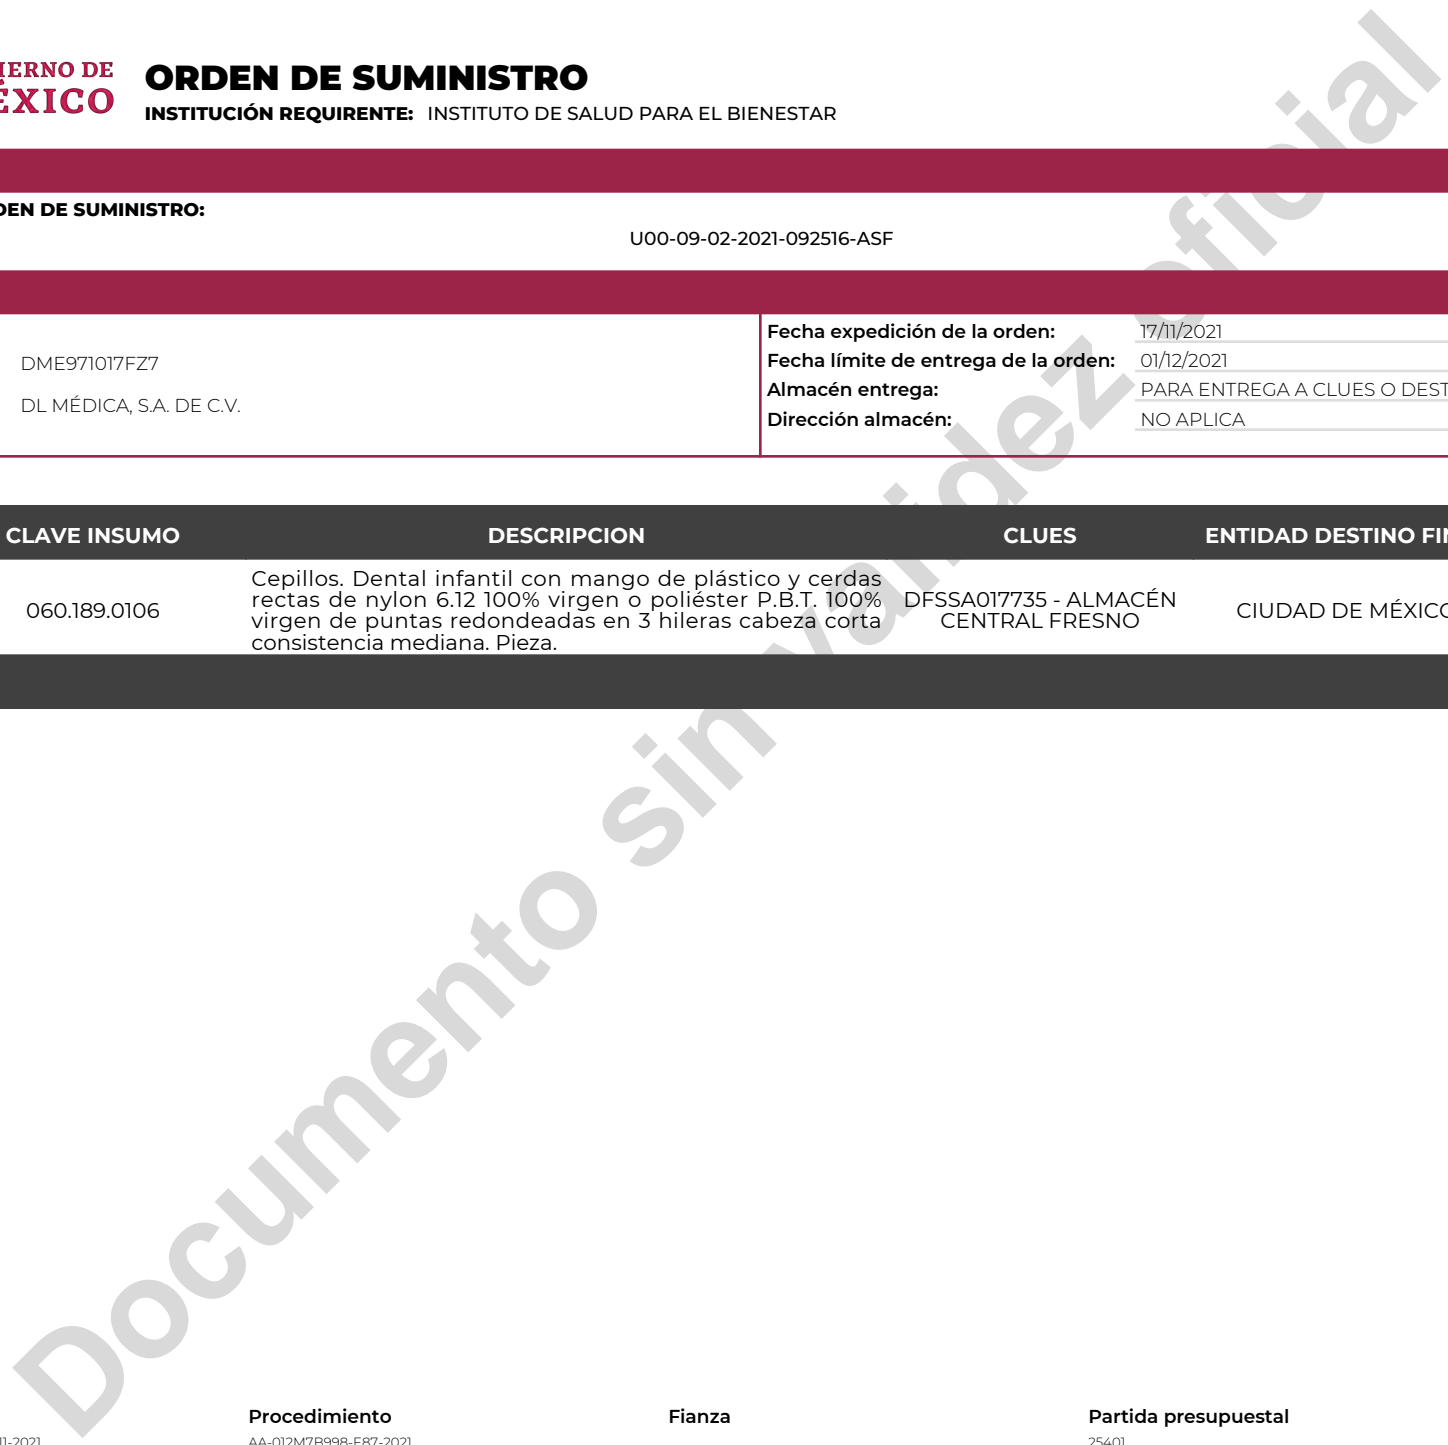 IERNO DE
ÉXICO
ORDEN DE SUMINISTRO
INSTITUCIÓN REQUIRENTE: INSTITUTO DE SALUD PARA EL BIENESTAR
DEN DE SUMINISTRO:
U00-09-02-2021-092516-ASF
DME971017FZ7
DL MÉDICA, S.A. DE C.V.
Fecha expedición de la orden: 17/11/2021
Fecha límite de entrega de la orden: 01/12/2021
Almacén entrega: PARA ENTREGA A CLUES O DEST
Dirección almacén: NO APLICA
CLAVE INSUMO DESCRIPCION CLUES ENTIDAD DESTINO FIN
060.189.0106
Cepillos. Dental infantil con mango de plástico y cerdas
rectas de nylon 6.12 100% virgen o poliéster P.B.T. 100%
virgen de puntas redondeadas en 3 hileras cabeza corta
consistencia mediana. Pieza.
DFSSA017735 - ALMACÉN
CENTRAL FRESNO
CIUDAD DE MÉXICO
Documento sin validez oficial
Procedimiento Fianza Partida presupuestal
11-2021 AA-012M7B998-E87-2021 25401